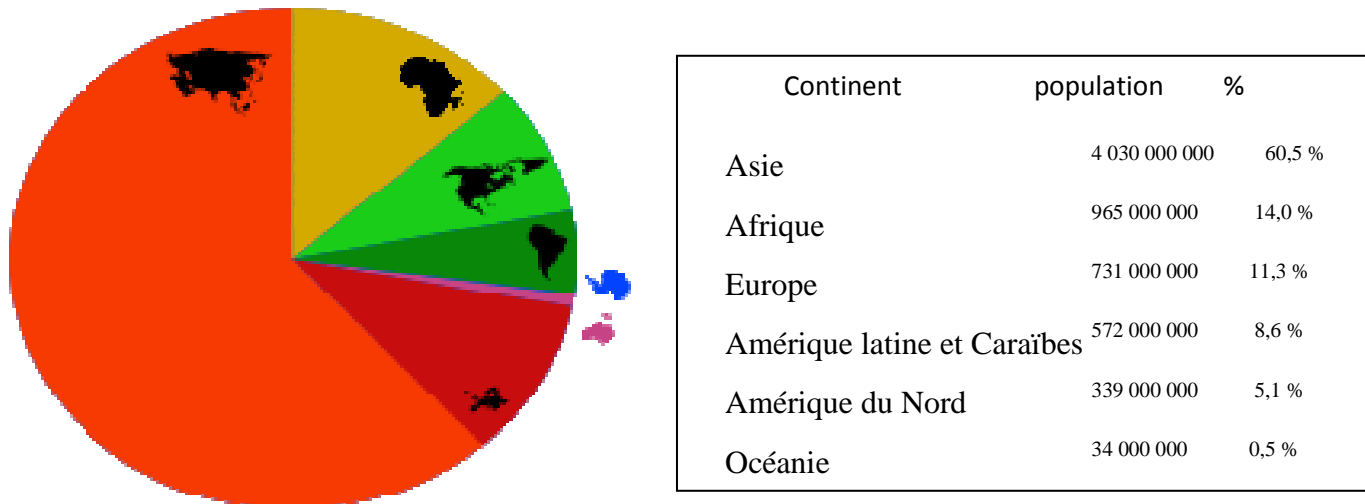 Continent population %
Asie 4 030 000 000 60,5 %
Afrique 965 000 000 14,0 %
Europe 731 000 000 11,3 %
Amérique latine et Caraïbes 572 000 000 8,6 %
Amérique du Nord 339 000 000 5,1 %
Océanie 34 000 000 0,5 %